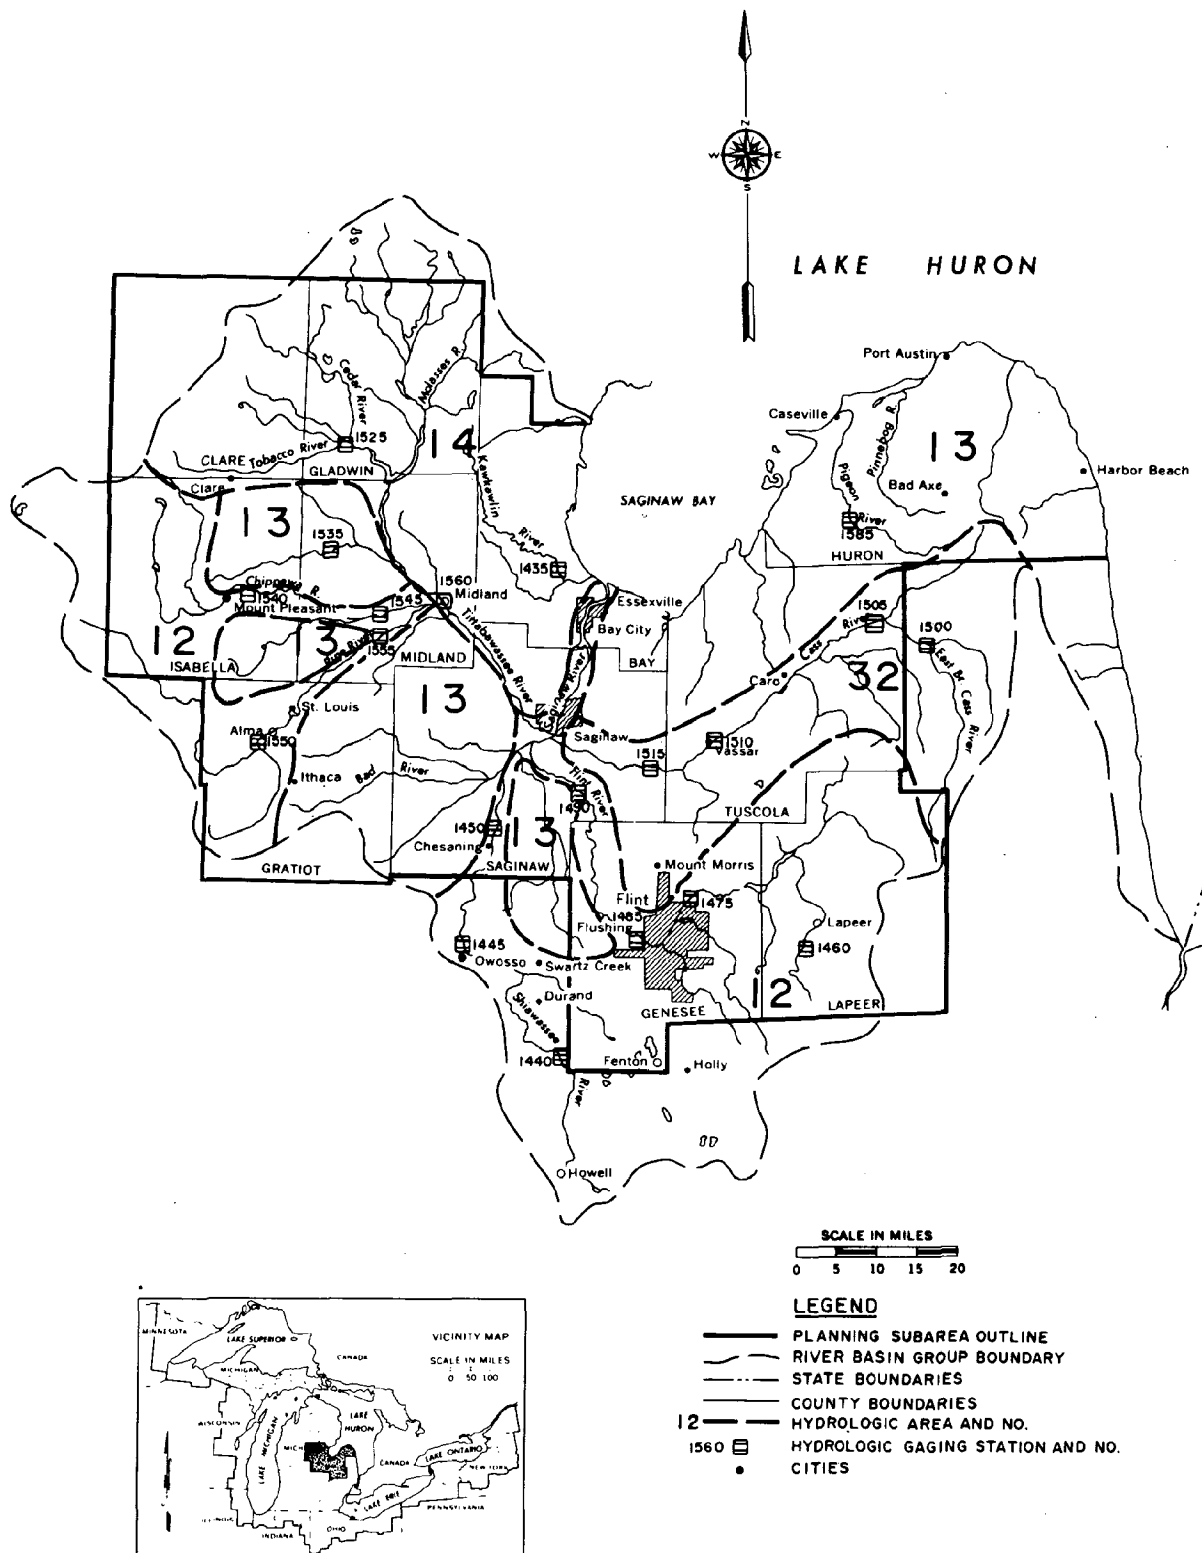 N
W E
S
LAKE HURON
Port Austin
Caseville
Pinnebog R.
13
Harbor Beach
Bad Axe
Pigeon
River
1585
HURON
Cedar River
Molasses R.
1525
14
CLARE
Tobacco River
GLADWIN
Clare
Kawkawlin
River
SAGINAW BAY
13
1535
1435
Chippewa R.
1540
Mount Pleasant
1545
1560
Midland
Essexville
Bay City
1505
1500
12
13
Pine River
1555
ISABELLA
MIDLAND
Tittabawassee River
BAY
Saginaw River
Cass River
Caro
32
East Br. Cass River
St. Louis
13
Alma
1550
Saginaw
1510
Vassar
1515
Ithaca
Bad River
Flint River
1490
TUSCOLA
1450
13
Chesaning
SAGINAW
GRATIOT
Mount Morris
Flint
1475
1485
Flushing
Lapeer
1445
Owosso
Swartz Creek
1460
Durand
12
LAPEER
GENESEE
Shiawassee
River
1440
Fenton
Holly
Howell
SCALE IN MILES
0 5 10 15 20
LEGEND
PLANNING SUBAREA OUTLINE
RIVER BASIN GROUP BOUNDARY
STATE BOUNDARIES
COUNTY BOUNDARIES
12 HYDROLOGIC AREA AND NO.
1560 HYDROLOGIC GAGING STATION AND NO.
CITIES
VICINITY MAP
SCALE IN MILES
0 50 100
MINNESOTA
LAKE SUPERIOR
CANADA
MICHIGAN
WISCONSIN
LAKE MICHIGAN
LAKE HURON
MICH
CANADA
LAKE ONTARIO
NEW YORK
LAKE ERIE
PENNSYLVANIA
ILLINOIS
INDIANA
OHIO